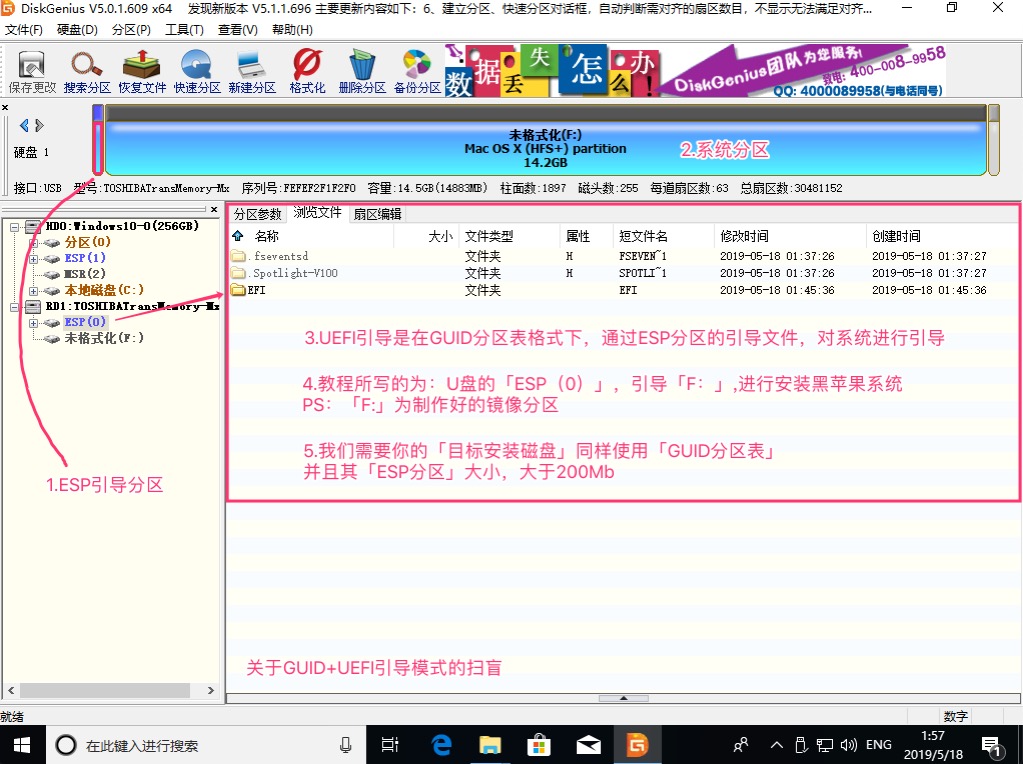 DiskGenius V5.0.1.609 x64 发现新版本 V5.1.1.696 主要更新内容如下：6、建立分区、快速分区对话框，自动判断需对齐的扇区数目，不显示无法满足对齐...
文件(F) 硬盘(D) 分区(P) 工具(T) 查看(V) 帮助(H)
保存更改 搜索分区 恢复文件 快速分区 新建分区 格式化 删除分区 备份分区
数据丢失怎么办!
DiskGenius团队为您服务!
致电: 400-008-9958
QQ: 4000089958(与电话同号)
硬盘 1
未格式化(F:)
Mac OS X (HFS+) partition
14.2GB
2.系统分区
接口:USB 型号:TOSHIBATransMemory-Mx 序列号:FEFEF2F1F2F0 容量:14.5GB(14883MB) 柱面数:1897 磁头数:255 每道扇区数:63 总扇区数:30481152
HD0:Windows10-0(256GB)
分区(0)
ESP(1)
MSR(2)
本地磁盘(C:)
RD1:TOSHIBATransMemory-Mx
ESP(0)
未格式化(F:)
1.ESP引导分区
分区参数 浏览文件 扇区编辑
名称 大小 文件类型 属性 短文件名 修改时间 创建时间
.fseventsd 文件夹 H FSEVEN~1 2019-05-18 01:37:26 2019-05-18 01:37:27
.Spotlight-V100 文件夹 H SPOTLI~1 2019-05-18 01:37:26 2019-05-18 01:37:27
EFI 文件夹 EFI 2019-05-18 01:45:36 2019-05-18 01:45:36
3.UEFI引导是在GUID分区表格式下，通过ESP分区的引导文件，对系统进行引导
4.教程所写的为：U盘的「ESP（0）」，引导「F：」,进行安装黑苹果系统
PS：「F:」为制作好的镜像分区
5.我们需要你的「目标安装磁盘」同样使用「GUID分区表」
并且其「ESP分区」大小，大于200Mb
关于GUID+UEFI引导模式的扫盲
就绪
数字
在此键入进行搜索
ENG
1:57
2019/5/18
1